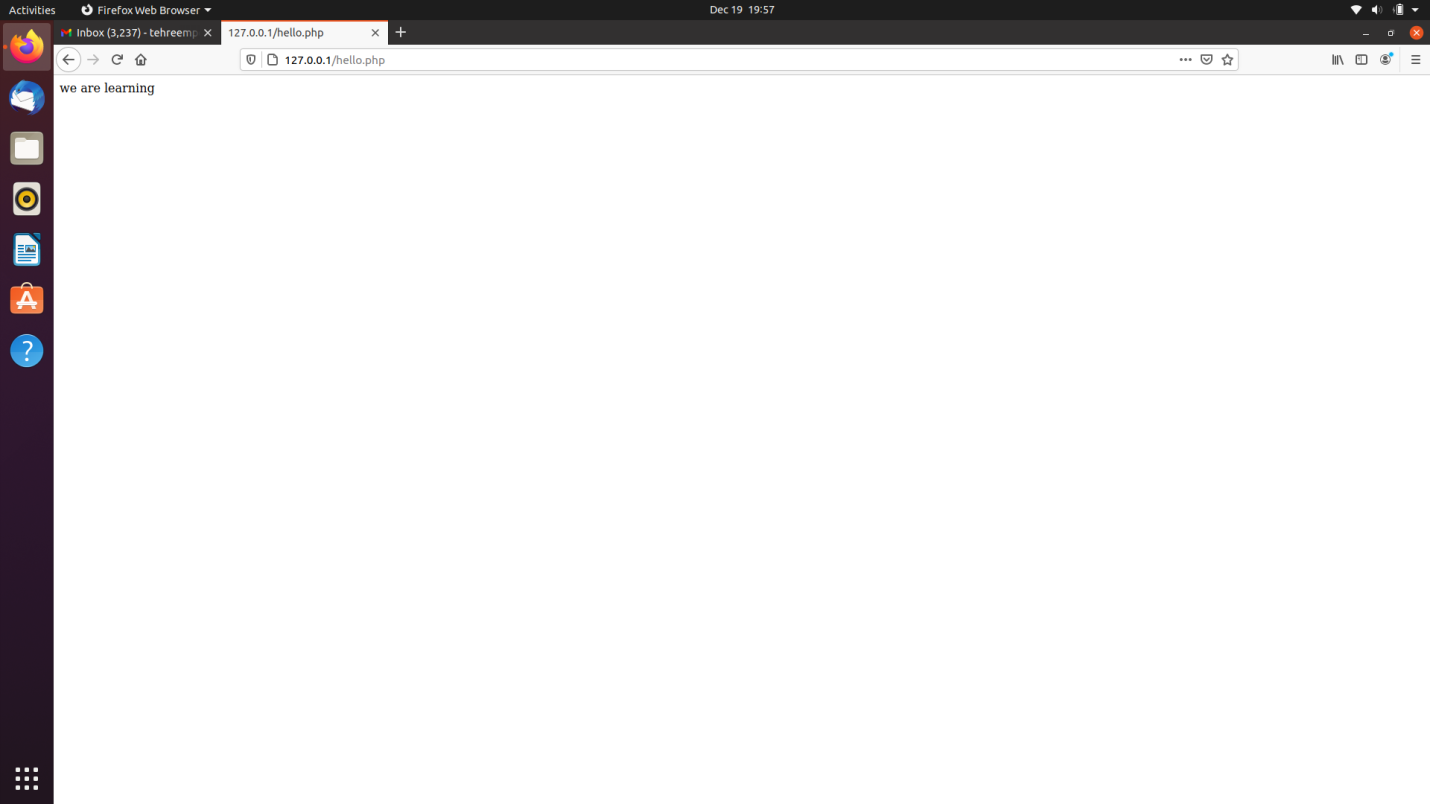 Activities
Firefox Web Browser
Dec 19 19:57
Inbox (3,237) - tehreemp
127.0.0.1/hello.php
127.0.0.1/hello.php
we are learning